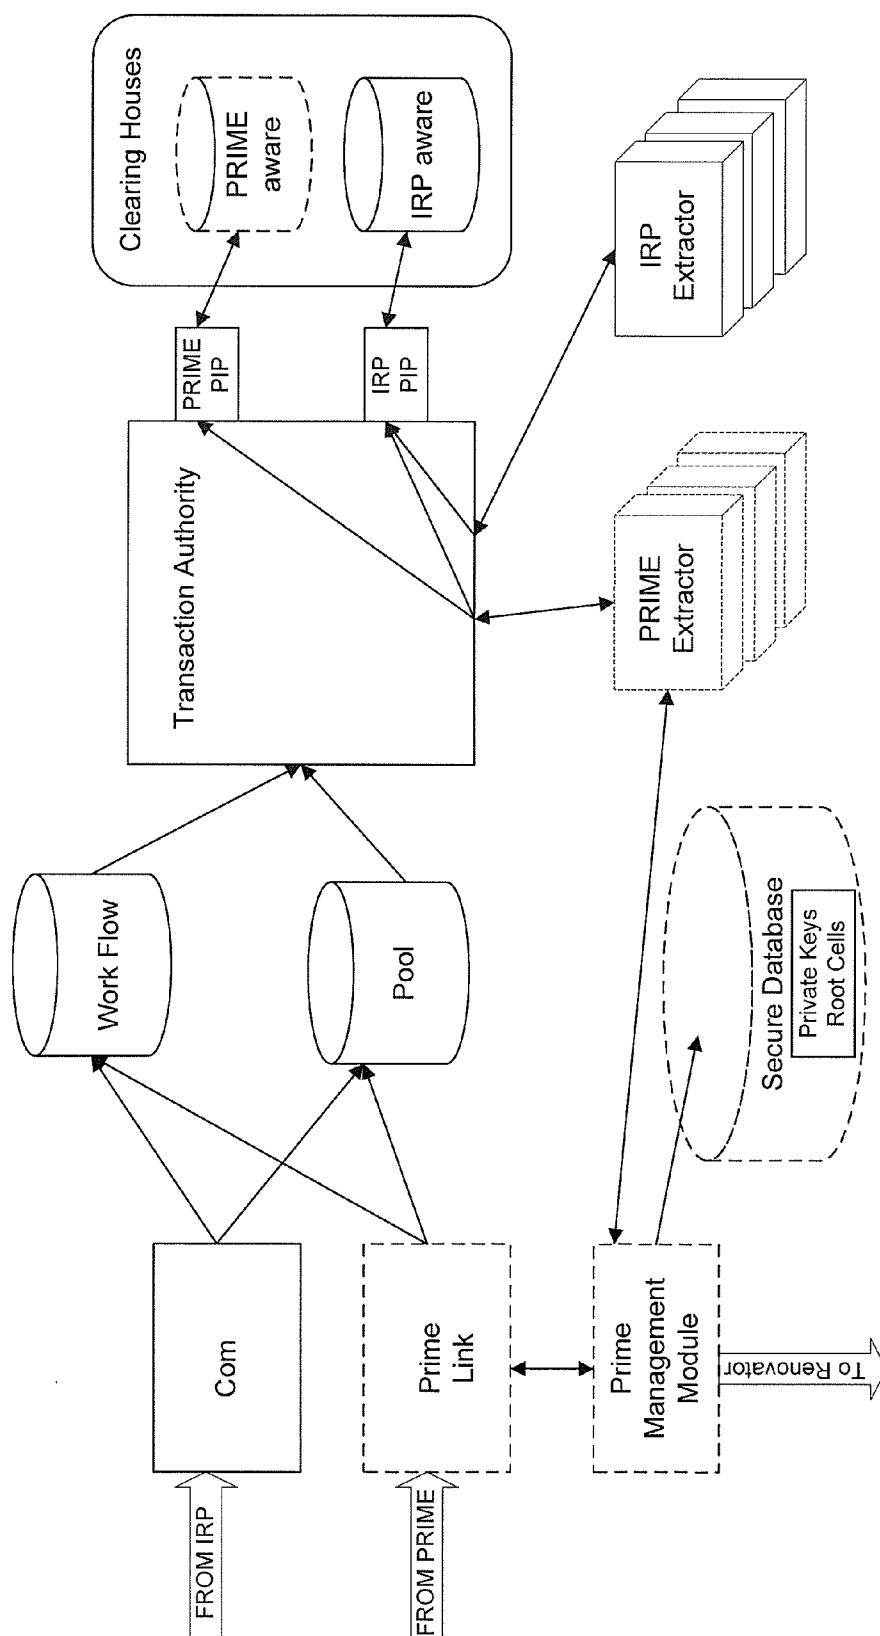 FROM IRP
FROM PRIME
Com
Prime
Link
Prime
Management
Module
To Renovator
Work Flow
Pool
Secure Database
Private Keys
Root Cells
Transaction Authority
PRIME
PIP
IRP
PIP
Clearing Houses
PRIME
aware
IRP aware
PRIME
Extractor
IRP
Extractor